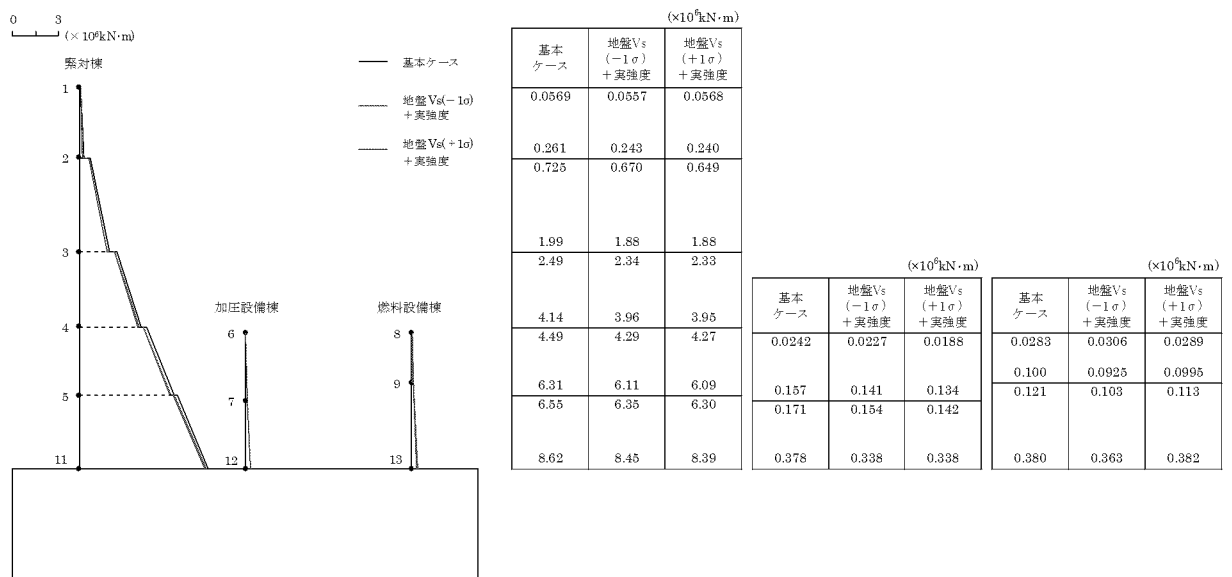 0 3
(×10⁶kN·m)
緊対棟
1
2
3
4
5
11
加圧設備棟
6
7
12
燃料設備棟
8
9
13
基本ケース
地盤Vs(-1σ)
+実強度
地盤Vs(+1σ)
+実強度
(×10⁶kN·m)
基本 地盤Vs 地盤Vs
ケース (-1σ) (+1σ)
+実強度 +実強度
0.0569 0.0557 0.0568
0.261 0.243 0.240
0.725 0.670 0.649
1.99 1.88 1.88
2.49 2.34 2.33
4.14 3.96 3.95
4.49 4.29 4.27
6.31 6.11 6.09
6.55 6.35 6.30
8.62 8.45 8.39
(×10⁶kN·m)
基本 地盤Vs 地盤Vs
ケース (-1σ) (+1σ)
+実強度 +実強度
0.0242 0.0227 0.0188
0.157 0.141 0.134
0.171 0.154 0.142
0.378 0.338 0.338
(×10⁶kN·m)
基本 地盤Vs 地盤Vs
ケース (-1σ) (+1σ)
+実強度 +実強度
0.0283 0.0306 0.0289
0.100 0.0925 0.0995
0.121 0.103 0.113
0.380 0.363 0.382